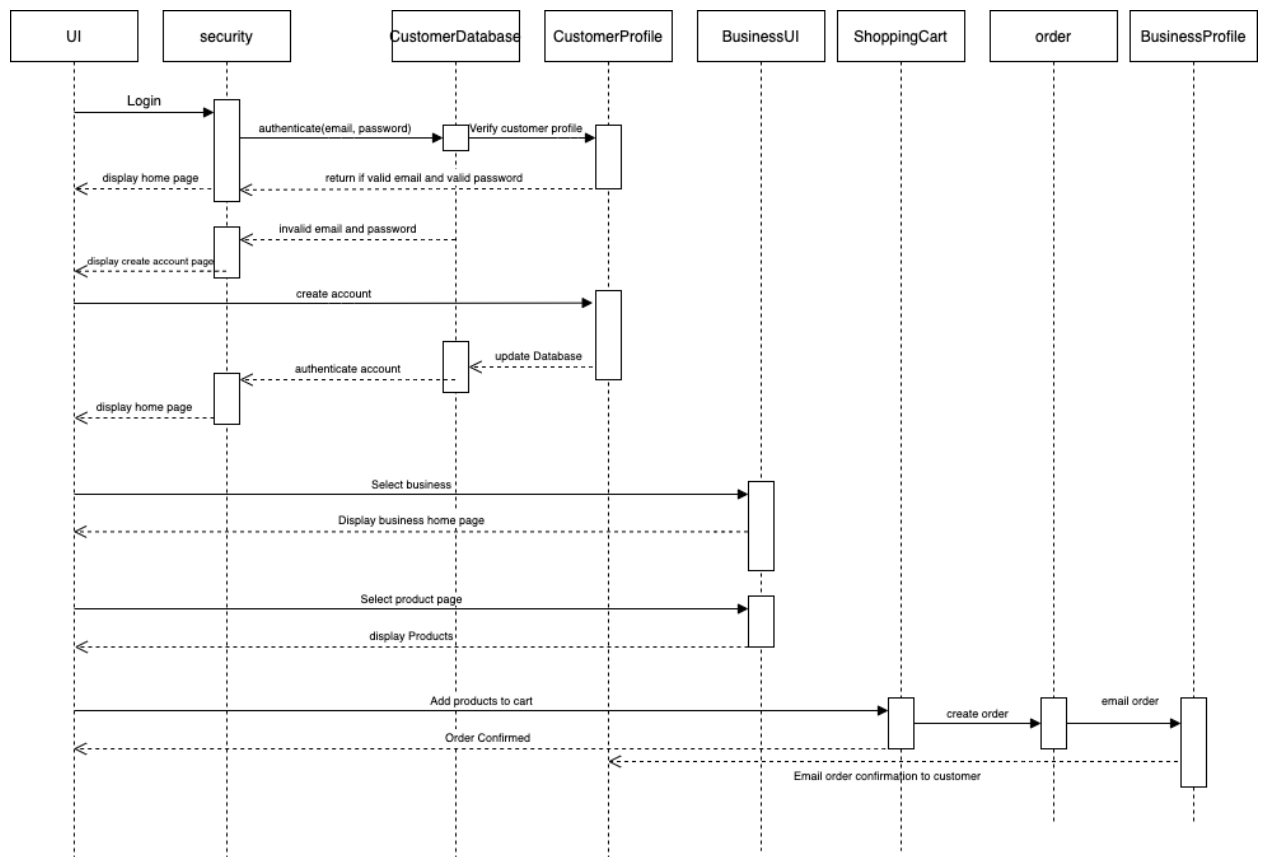 UI
security
CustomerDatabase
CustomerProfile
BusinessUI
ShoppingCart
order
BusinessProfile
Login
authenticate(email, password)
Verify customer profile
display home page
return if valid email and valid password
invalid email and password
display create account page
create account
update Database
authenticate account
display home page
Select business
Display business home page
Select product page
display Products
Add products to cart
email order
create order
Order Confirmed
Email order confirmation to customer